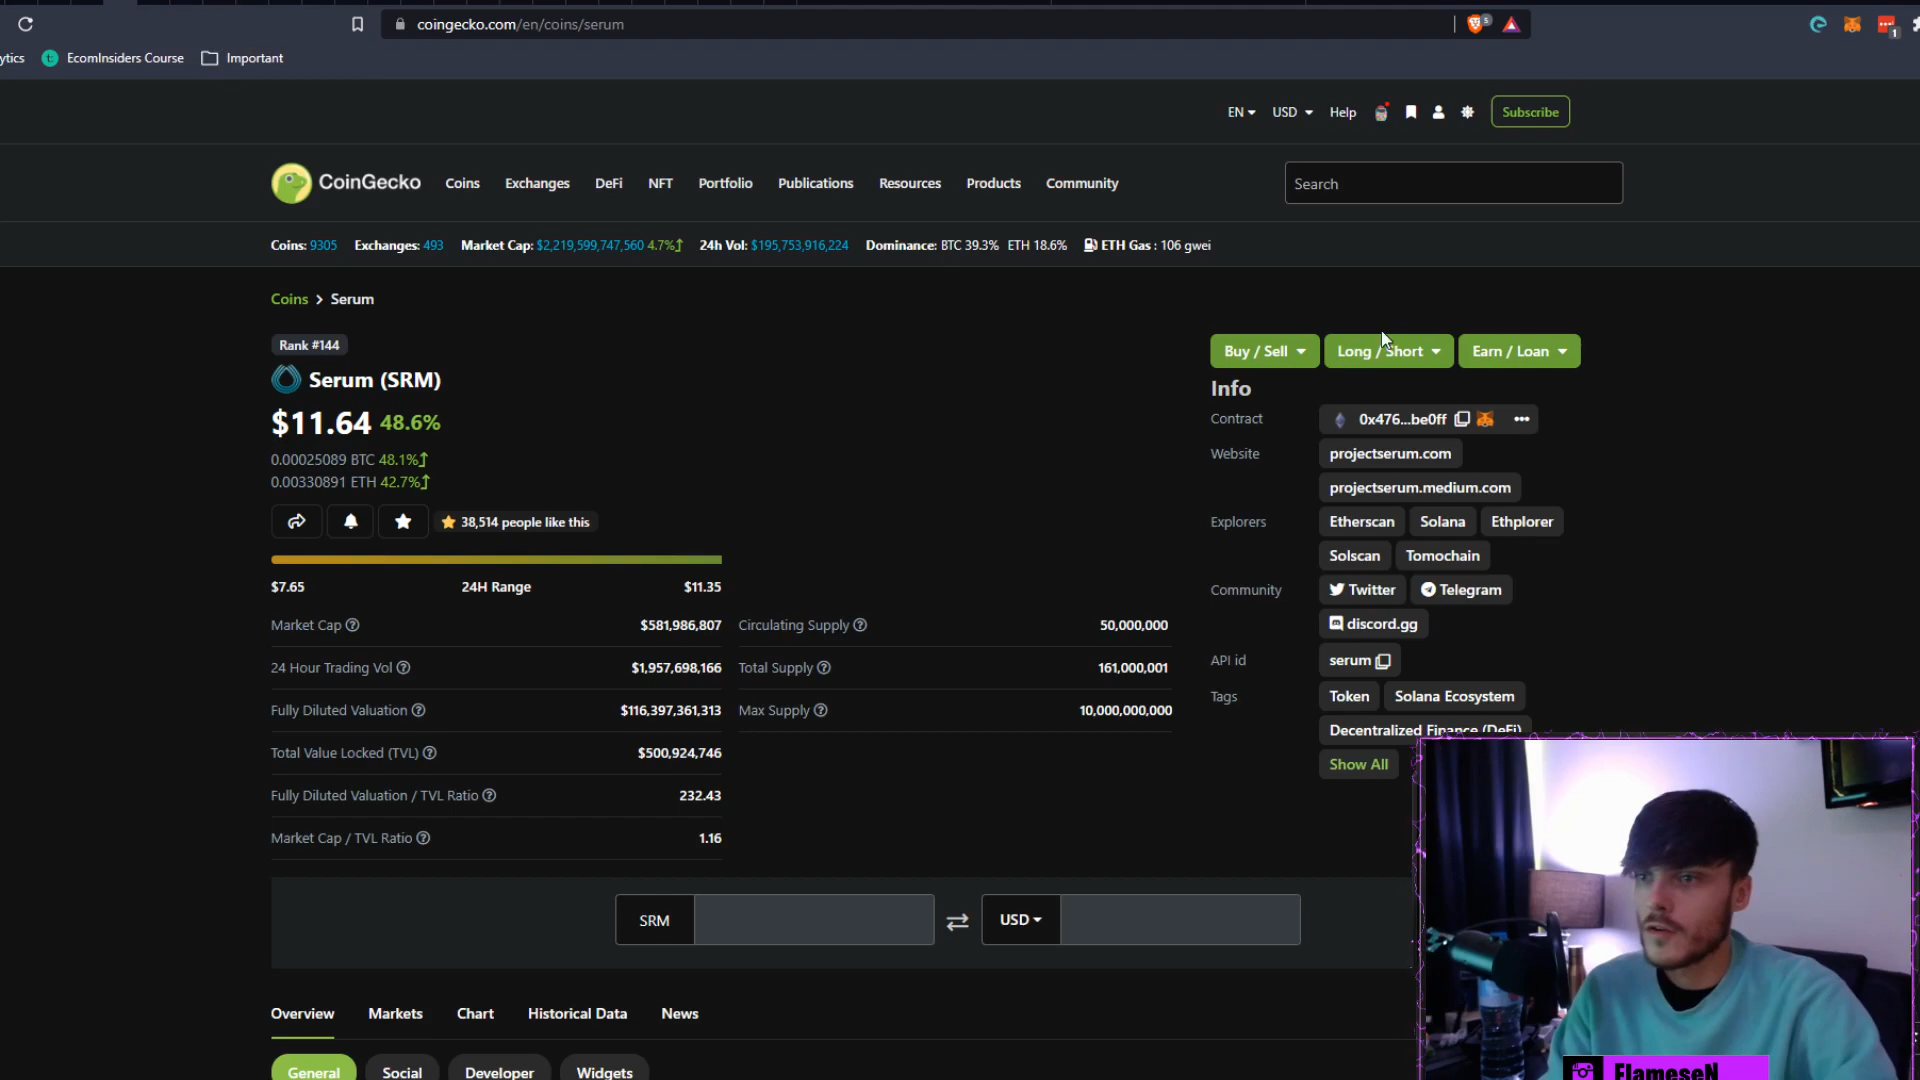 coingecko.com/en/coins/serum
5
1
ytics
EcomInsiders Course
Important
EN
USD
Help
Subscribe
CoinGecko
Coins
Exchanges
DeFi
NFT
Portfolio
Publications
Resources
Products
Community
Search
Coins: 9305 Exchanges: 493 Market Cap: $2,219,599,747,560 4.7% 24h Vol: $195,753,916,224 Dominance: BTC 39.3% ETH 18.6% ETH Gas : 106 gwei
Coins > Serum
Rank #144
Serum (SRM)
$11.64 48.6%
0.00025089 BTC 48.1%
0.00330891 ETH 42.7%
38,514 people like this
$7.65 24H Range $11.35
Market Cap $581,986,807
24 Hour Trading Vol $1,957,698,166
Fully Diluted Valuation $116,397,361,313
Total Value Locked (TVL) $500,924,746
Fully Diluted Valuation / TVL Ratio 232.43
Market Cap / TVL Ratio 1.16
Circulating Supply 50,000,000
Total Supply 161,000,001
Max Supply 10,000,000,000
Buy / Sell
Long / Short
Earn / Loan
Info
Contract 0x476...be0ff •••
Website projectserum.com
projectserum.medium.com
Explorers Etherscan Solana Ethplorer
Solscan Tomochain
Community Twitter Telegram
discord.gg
API id serum
Tags Token Solana Ecosystem
Decentralized Finance (DeFi)
Show All
SRM
USD
Overview
Markets
Chart
Historical Data
News
General
Social
Developer
Widgets
FlameseN